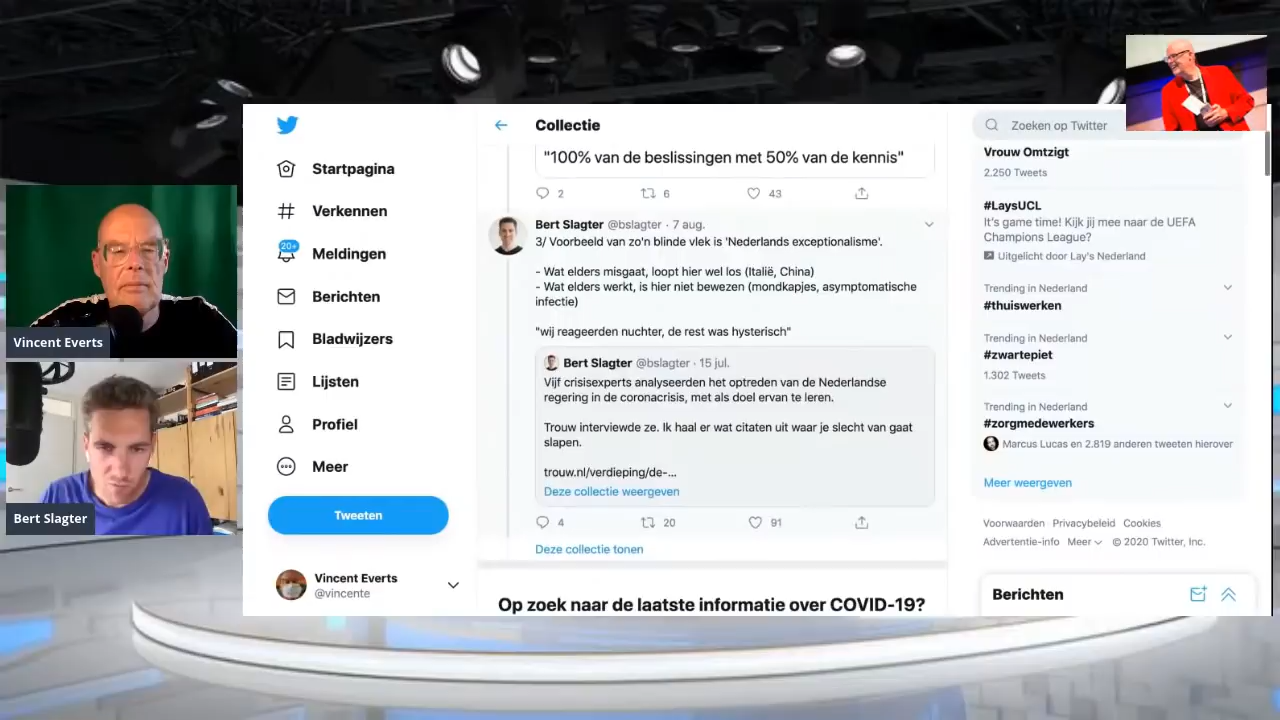 Vincent Everts
Bert Slagter
Startpagina
Verkennen
20+
Meldingen
Berichten
Bladwijzers
Lijsten
Profiel
Meer
Tweeten
Vincent Everts
@vincente
Collectie
"100% van de beslissingen met 50% van de kennis"
2 6 43
Bert Slagter @bslagter · 7 aug.
3/ Voorbeeld van zo'n blinde vlek is 'Nederlands exceptionalisme'.
- Wat elders misgaat, loopt hier wel los (Italië, China)
- Wat elders werkt, is hier niet bewezen (mondkapjes, asymptomatische
infectie)
"wij reageerden nuchter, de rest was hysterisch"
Bert Slagter @bslagter · 15 jul.
Vijf crisisexperts analyseerden het optreden van de Nederlandse
regering in de coronacrisis, met als doel ervan te leren.
Trouw interviewde ze. Ik haal er wat citaten uit waar je slecht van gaat
slapen.
trouw.nl/verdieping/de-...
Deze collectie weergeven
4 20 91
Deze collectie tonen
Op zoek naar de laatste informatie over COVID-19?
Zoeken op Twitter
Vrouw Omtzigt
2.250 Tweets
#LaysUCL
It's game time! Kijk jij mee naar de UEFA
Champions League?
Uitgelicht door Lay's Nederland
Trending in Nederland
#thuiswerken
Trending in Nederland
#zwartepiet
1.302 Tweets
Trending in Nederland
#zorgmedewerkers
Marcus Lucas en 2.819 anderen tweeten hierover
Meer weergeven
Voorwaarden Privacybeleid Cookies
Advertentie-info Meer © 2020 Twitter, Inc.
Berichten